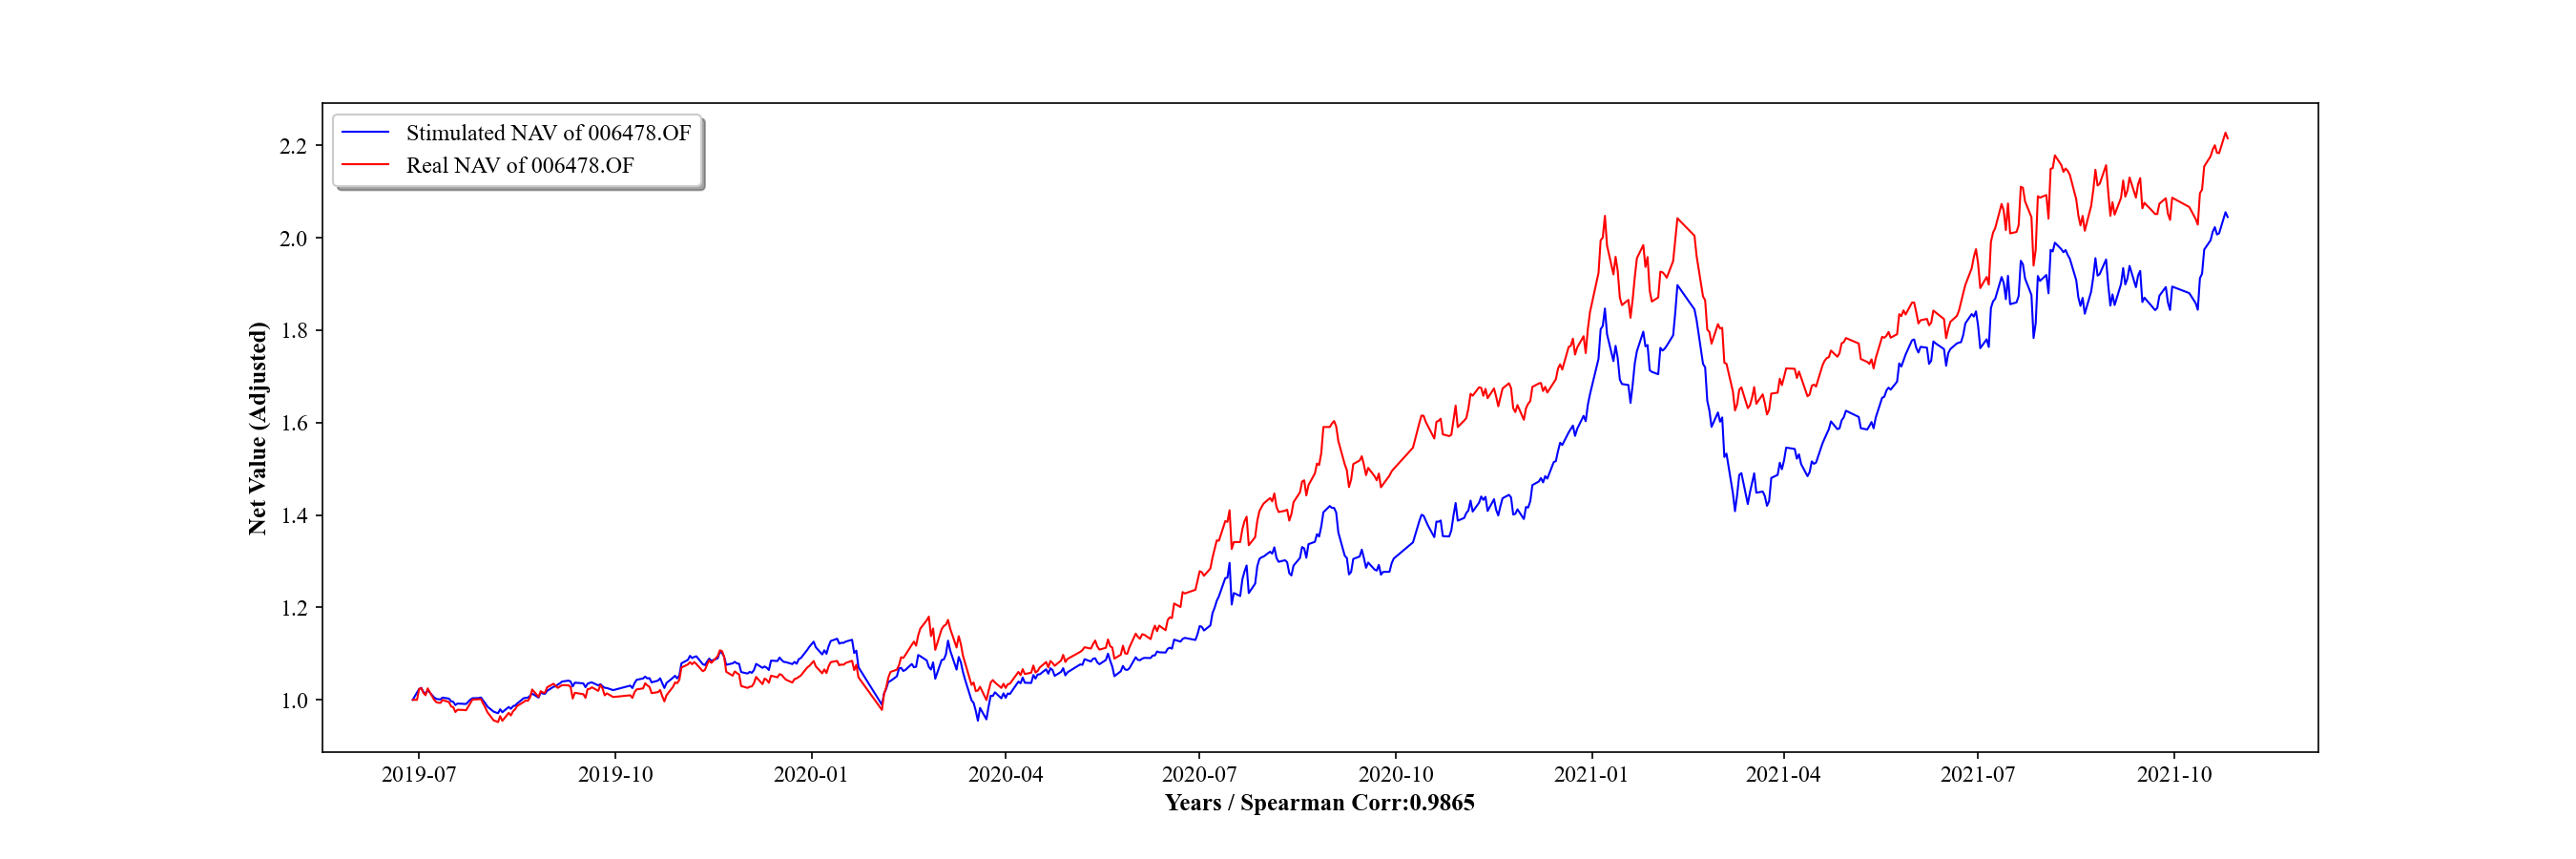 Stimulated NAV of 006478.OF
Real NAV of 006478.OF
2.2
2.0
1.8
1.6
1.4
1.2
1.0
Net Value (Adjusted)
2019-07 2019-10 2020-01 2020-04 2020-07 2020-10 2021-01 2021-04 2021-07 2021-10
Years / Spearman Corr:0.9865